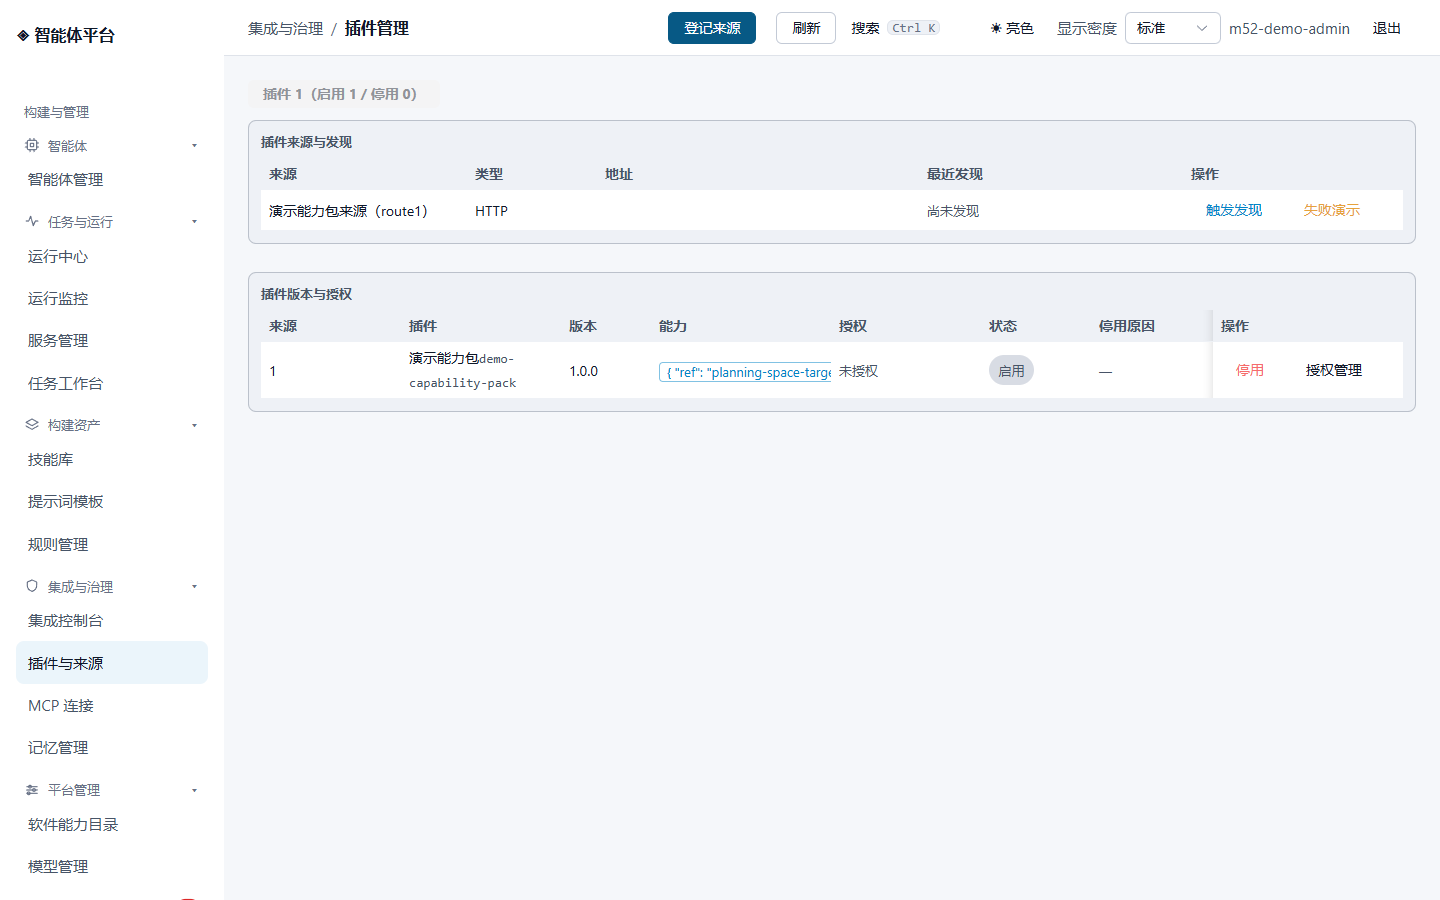 ◈ 智能体平台
集成与治理 / 插件管理
登记来源
刷新
搜索 Ctrl K
☀ 亮色
显示密度
标准
m52-demo-admin
退出
构建与管理
智能体
智能体管理
任务与运行
运行中心
运行监控
服务管理
任务工作台
构建资产
技能库
提示词模板
规则管理
集成与治理
集成控制台
插件与来源
MCP 连接
记忆管理
平台管理
软件能力目录
模型管理
插件 1（启用 1 / 停用 0）
插件来源与发现
来源 类型 地址 最近发现 操作
演示能力包来源（route1） HTTP 尚未发现 触发发现 失败演示
插件版本与授权
来源 插件 版本 能力 授权 状态 停用原因 操作
1 演示能力包demo-capability-pack 1.0.0 { "ref": "planning-space-targe 未授权 启用 — 停用 授权管理